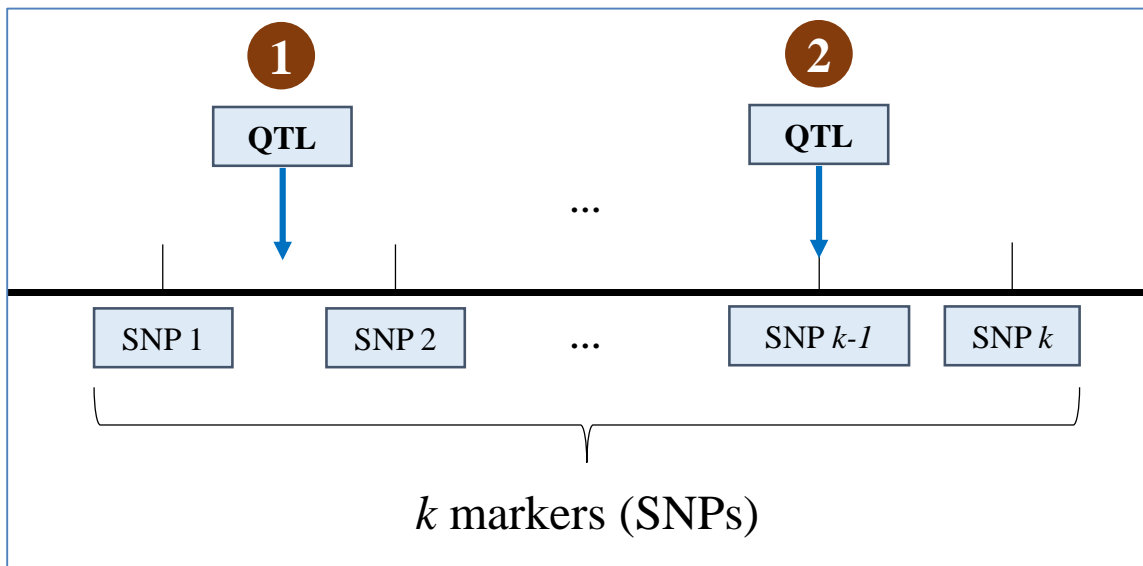 1
2
QTL
QTL
...
SNP 1
SNP 2
...
SNP k-1
SNP k
k markers (SNPs)